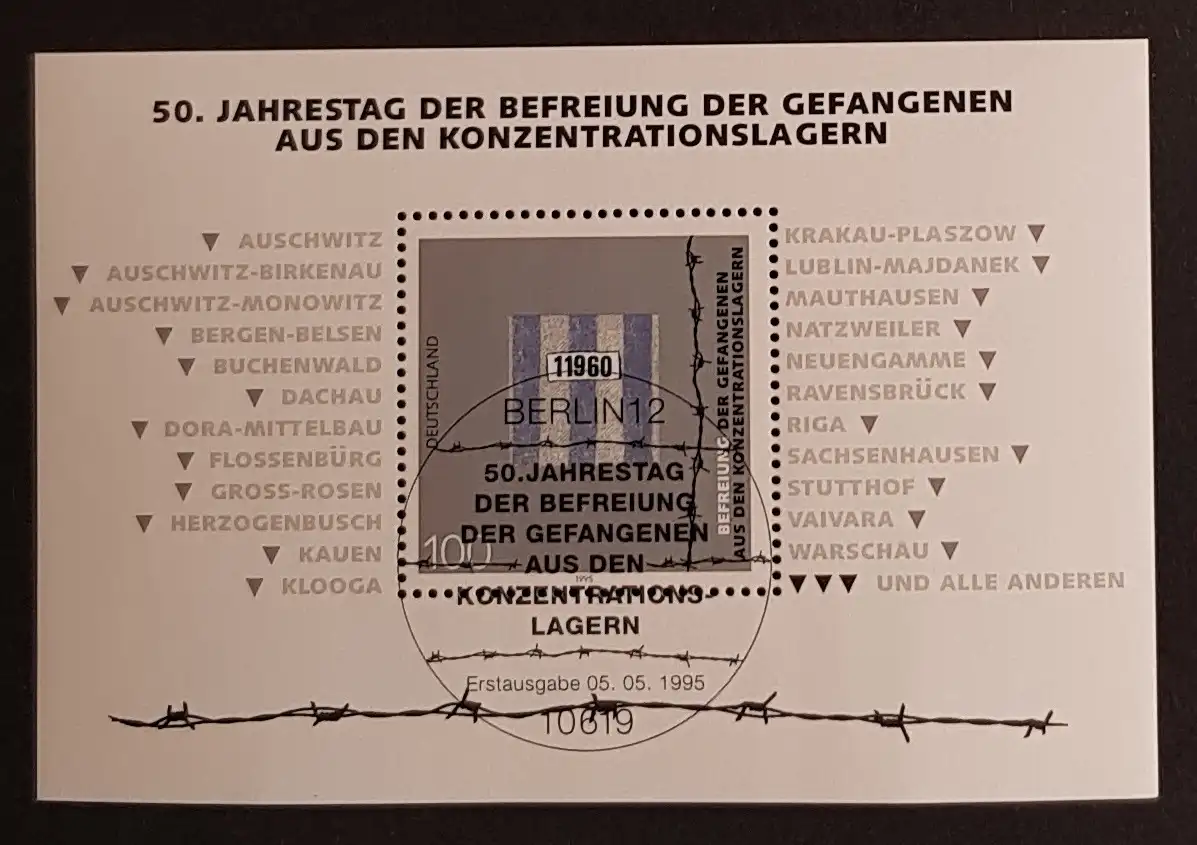 50. JAHRESTAG DER BEFREIUNG DER GEFANGENEN
AUS DEN KONZENTRATIONSLAGERN
AUSCHWITZ
AUSCHWITZ-BIRKENAU
AUSCHWITZ-MONOWITZ
BERGEN-BELSEN
BUCHENWALD
DACHAU
DORA-MITTELBAU
FLOSSENBÜRG
GROSS-ROSEN
HERZOGENBUSCH
KAUEN
KLOOGA
DEUTSCHLAND
100
BEFREIUNG DER GEFANGENEN
AUS DEN KONZENTRATIONSLAGERN
1995
11960
BERLIN 12
50.JAHRESTAG
DER BEFREIUNG
DER GEFANGENEN
AUS DEN
KONZENTRATIONS-
LAGERN
Erstausgabe 05. 05. 1995
10619
KRAKAU-PLASZOW
LUBLIN-MAJDANEK
MAUTHAUSEN
NATZWEILER
NEUENGAMME
RAVENSBRÜCK
RIGA
SACHSENHAUSEN
STUTTHOF
VAIVARA
WARSCHAU
UND ALLE ANDEREN